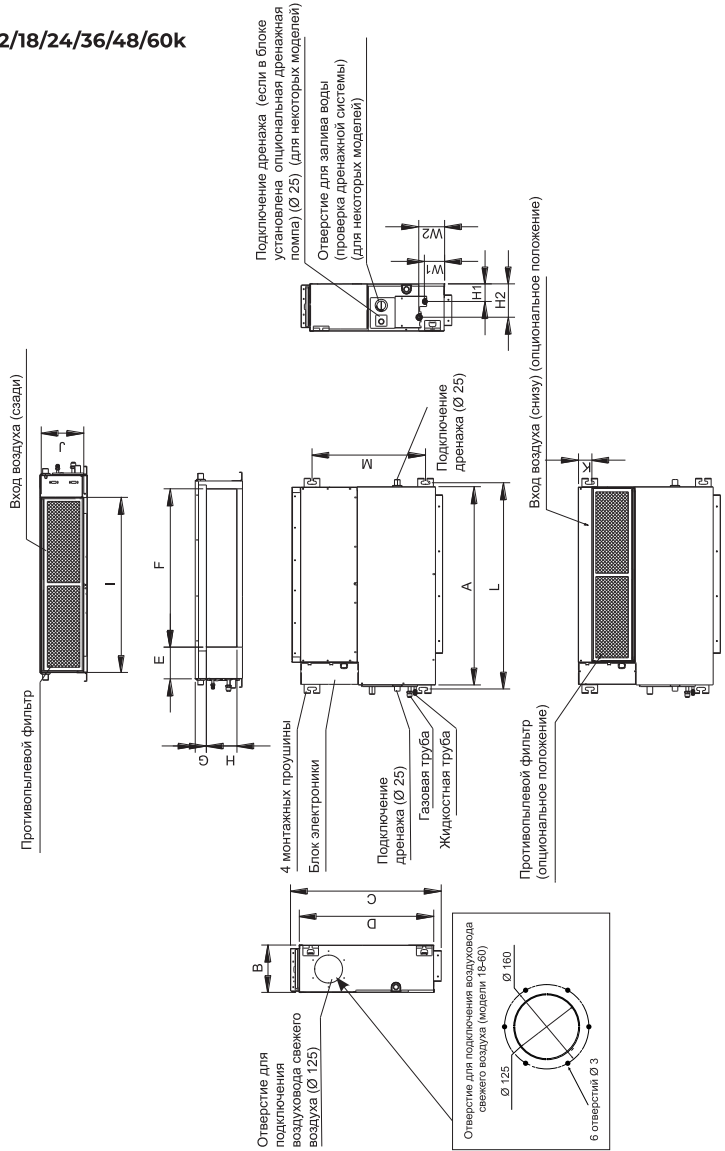 2/18/24/36/48/60k
Подключение дренажа (если в блоке
установлена опциональная дренажная
помпа) (Ø 25) (для некоторых моделей)
Отверстие для залива воды
(проверка дренажной системы)
(для некоторых моделей)
W2
W1
H1
H2
Вход воздуха (сзади)
J
I
Противопылевой фильтр
F
E
G
H
M
Подключение
дренажа (Ø 25)
A
L
4 монтажных проушины
Блок электроники
Подключение
дренажа (Ø 25)
Газовая труба
Жидкостная труба
Вход воздуха (снизу) (опциональное положение)
K
Противопылевой фильтр
(опциональное положение)
C
D
B
Отверстие для
подключения
воздуховода свежего
воздуха (Ø 125)
Отверстие для подключения воздуховода
свежего воздуха (модели 18-60)
Ø 160
Ø 125
6 отверстий Ø 3